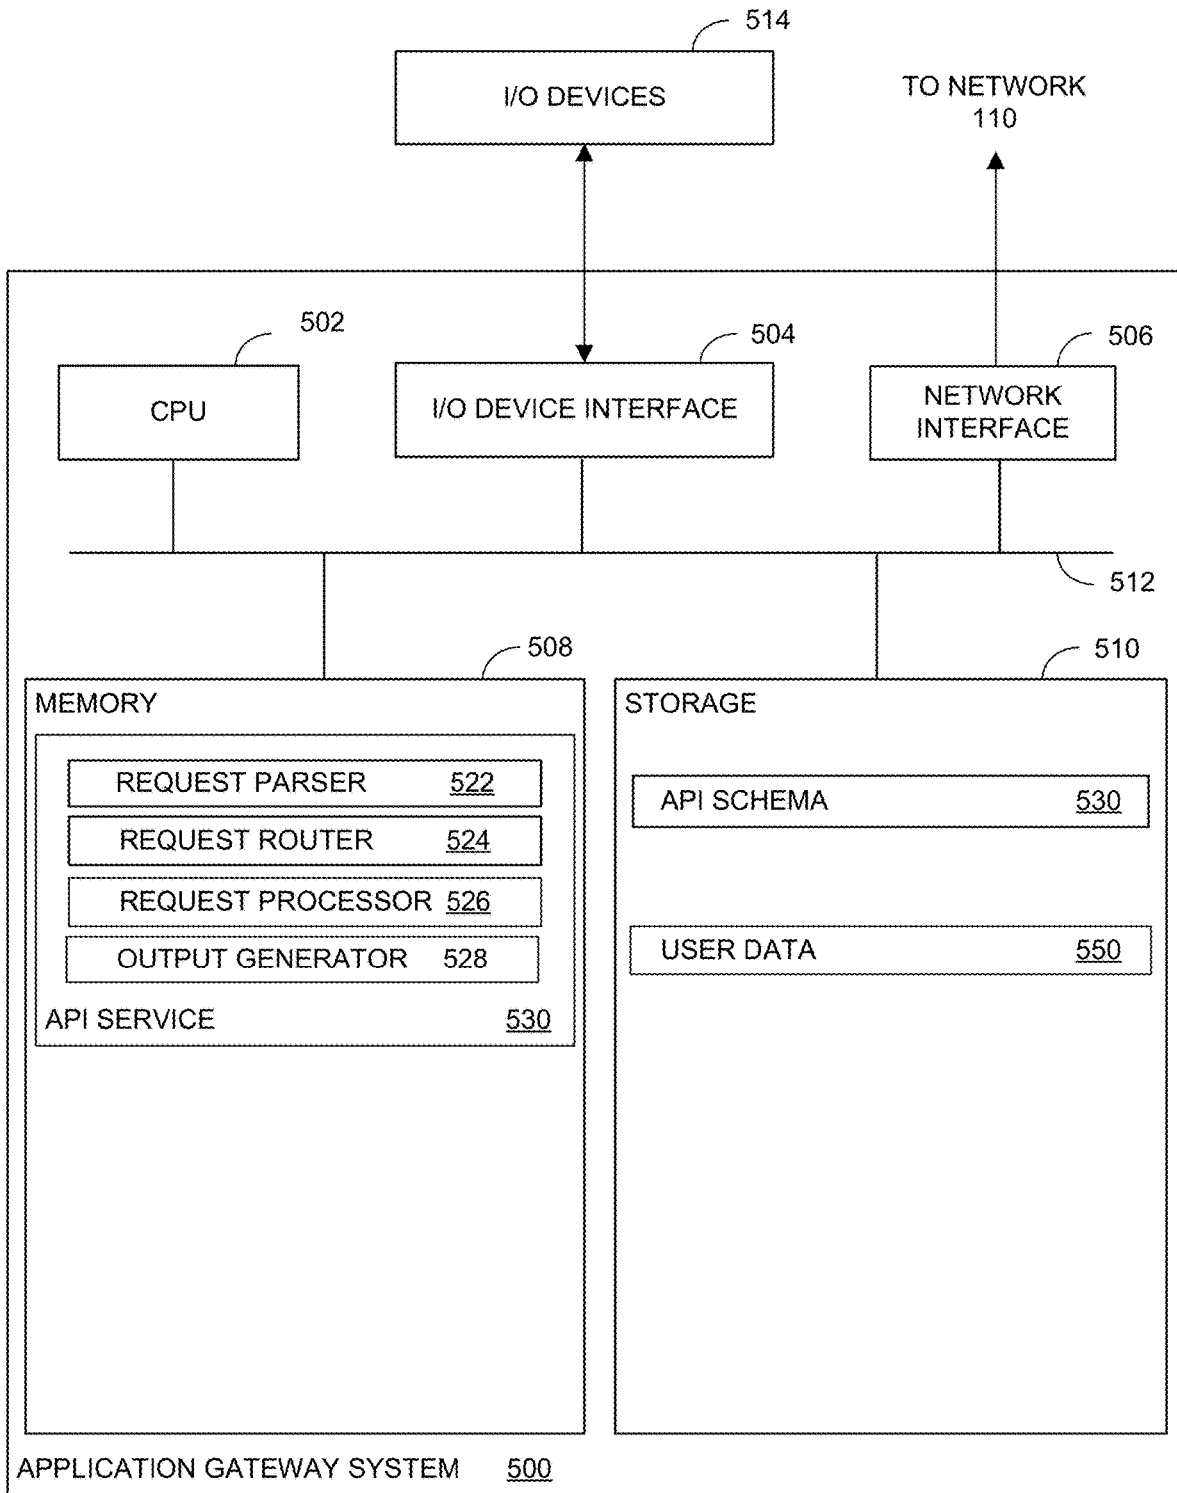 514
I/O DEVICES
TO NETWORK
110
502
504
506
CPU
I/O DEVICE INTERFACE
NETWORK
INTERFACE
512
508
510
MEMORY
REQUEST PARSER 522
REQUEST ROUTER 524
REQUEST PROCESSOR 526
OUTPUT GENERATOR 528
API SERVICE 530
STORAGE
API SCHEMA 530
USER DATA 550
APPLICATION GATEWAY SYSTEM 500